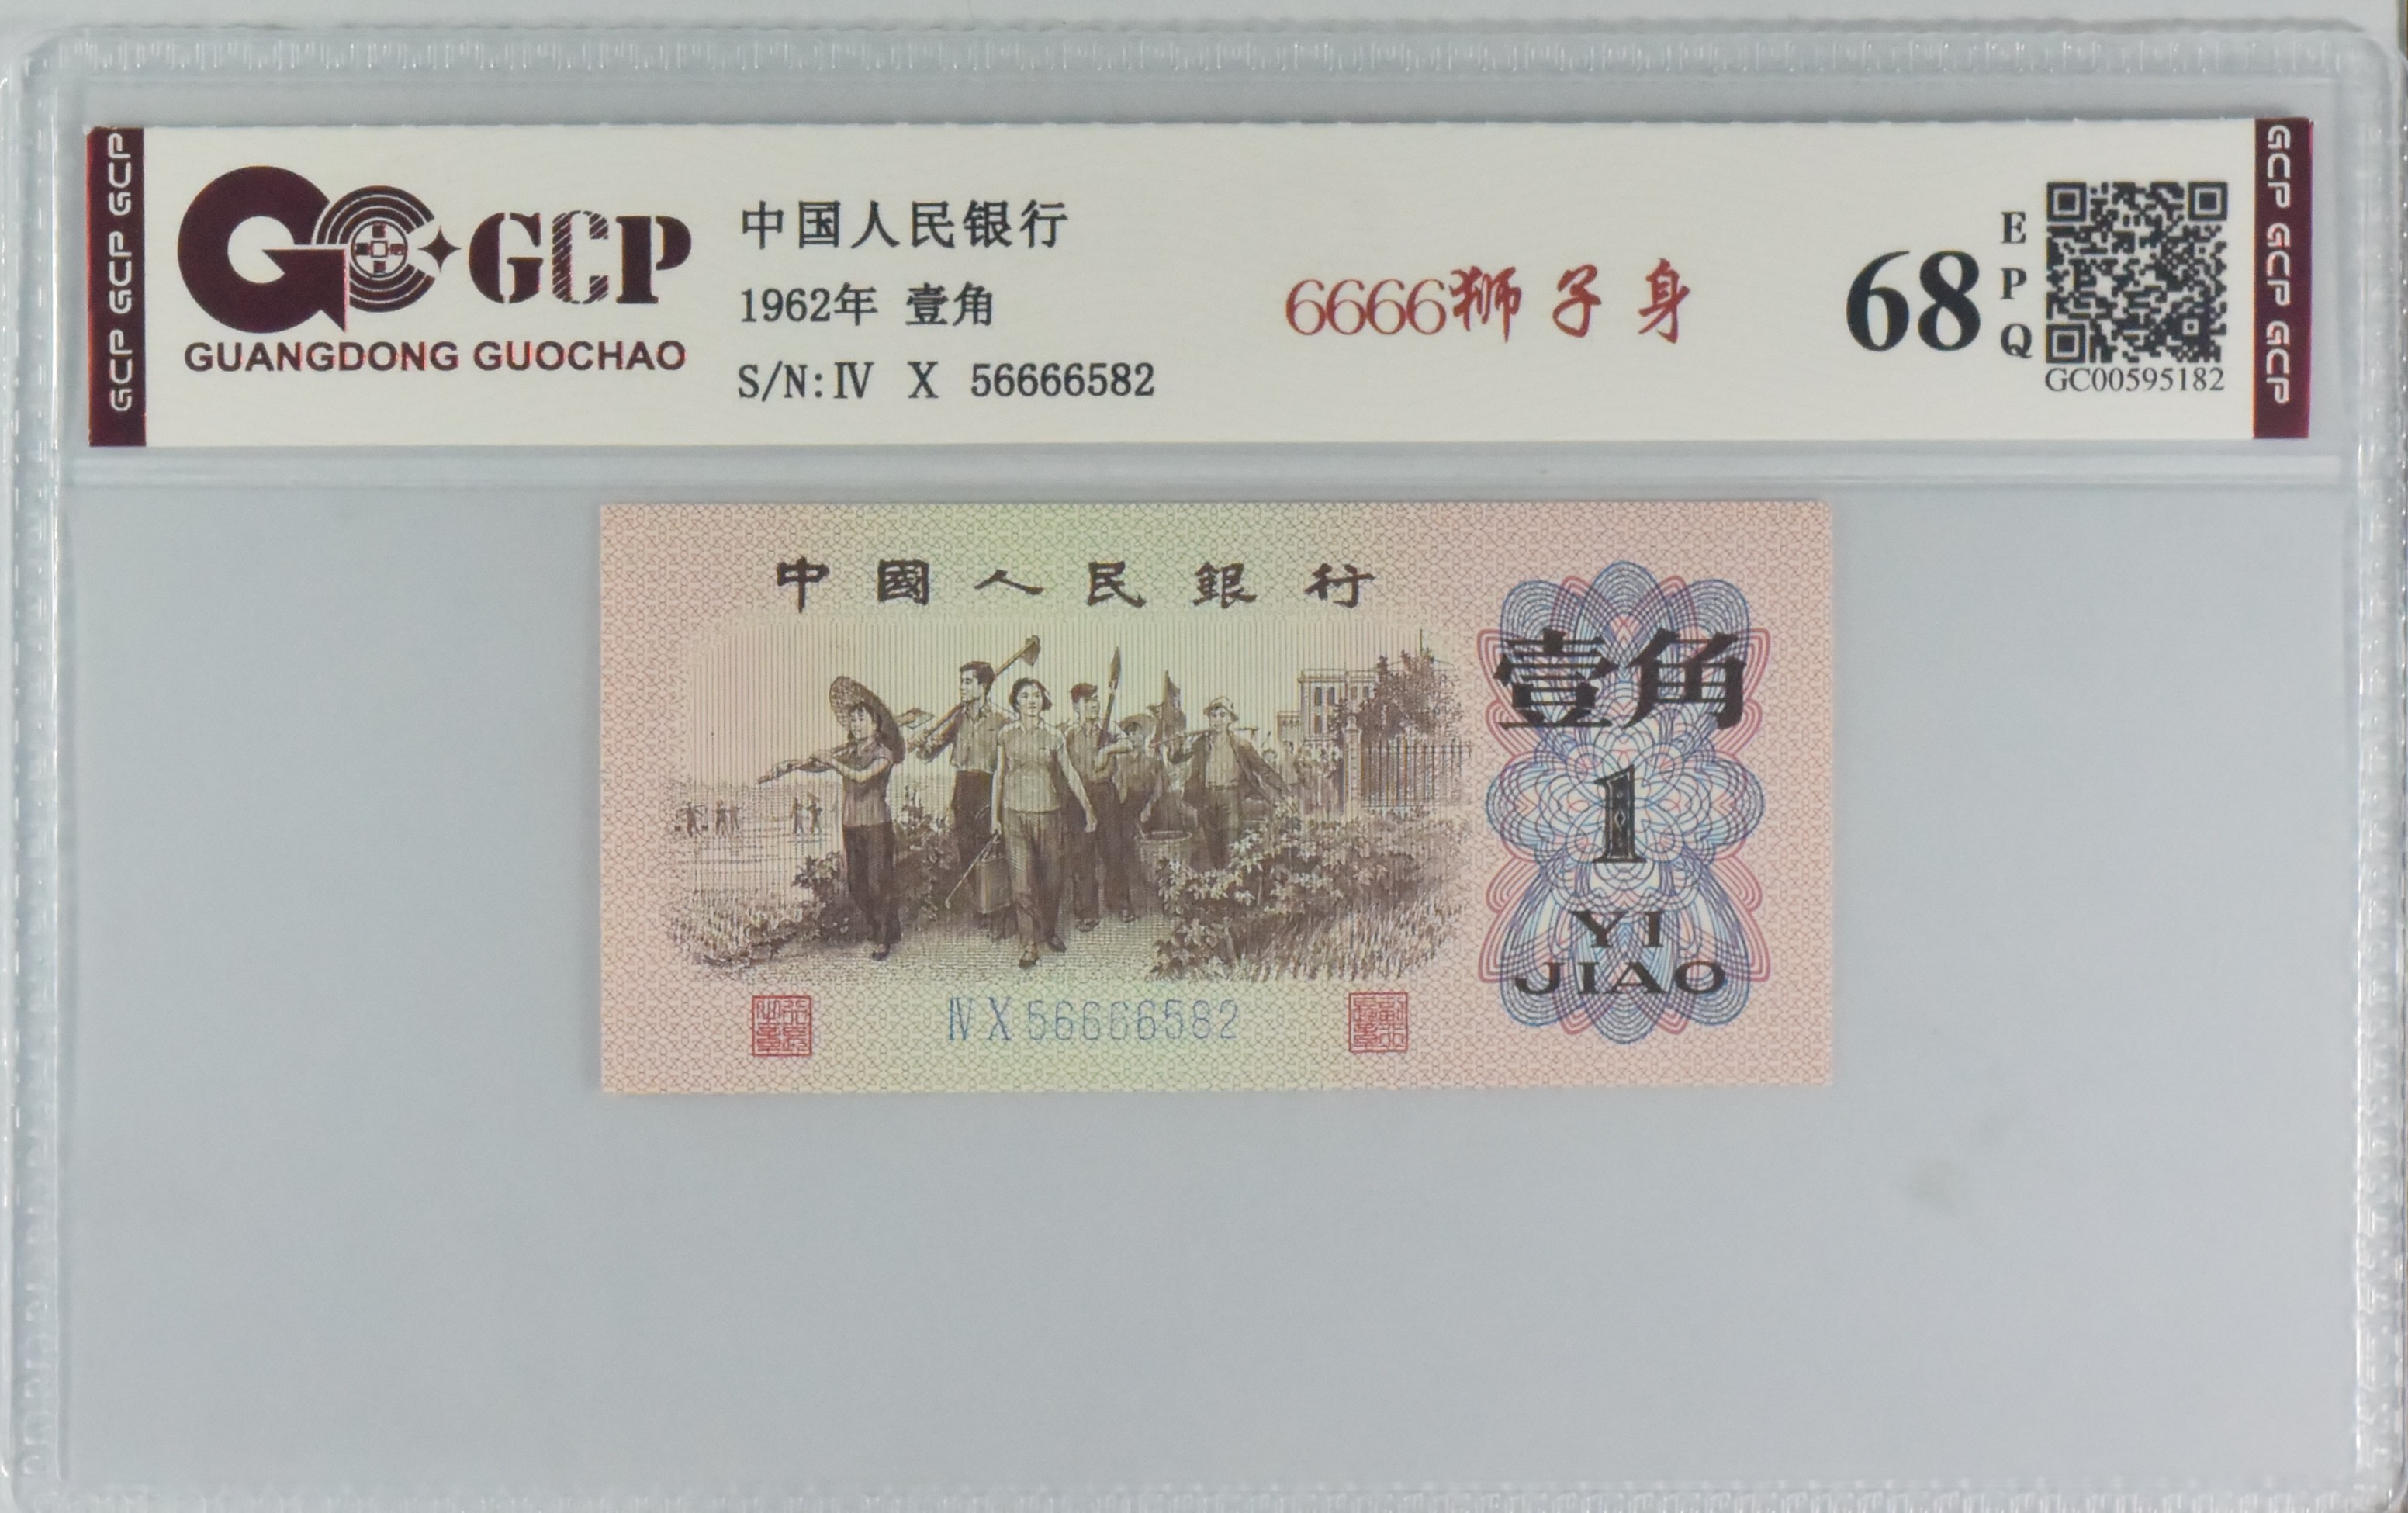 GCP GCP GCP
GCP
GUANGDONG GUOCHAO
中国人民银行
1962年 壹角
S/N:Ⅳ X 56666582
6666狮子身
68
EPQ
GC00595182
GCP GCP GCP
中國人民銀行
壹角
1
YI
JIAO
ⅣX56666582